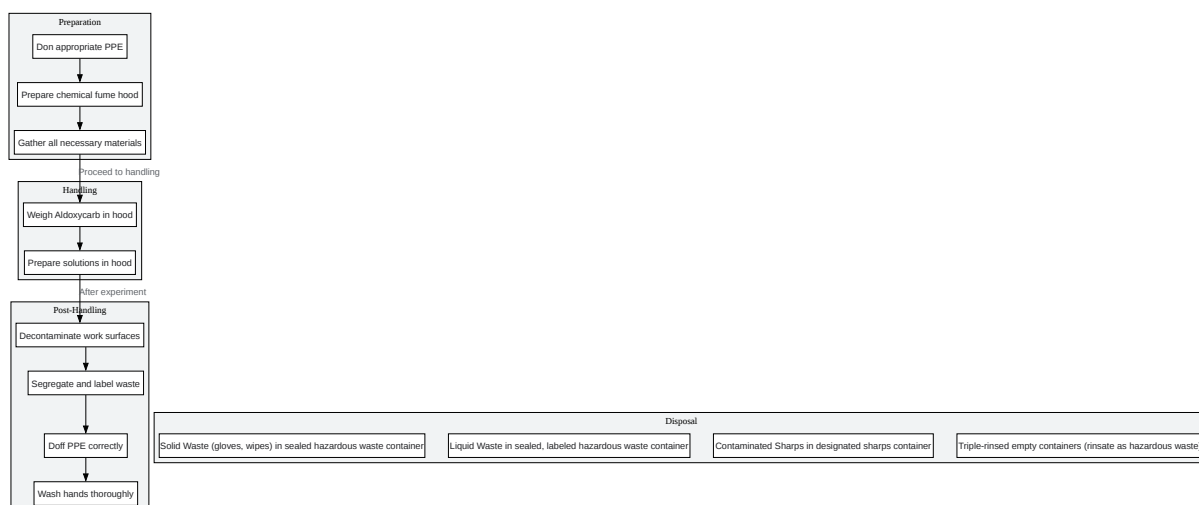 Preparation
Don appropriate PPE
Prepare chemical fume hood
Gather all necessary materials
Proceed to handling
Handling
Weigh Aldoxycarb in hood
Prepare solutions in hood
After experiment
Post-Handling
Decontaminate work surfaces
Segregate and label waste
Doff PPE correctly
Wash hands thoroughly
Disposal
Solid Waste (gloves, wipes) in sealed hazardous waste container
Liquid Waste in sealed, labeled hazardous waste container
Contaminated Sharps in designated sharps container
Triple-rinsed empty containers (rinsate as hazardous waste